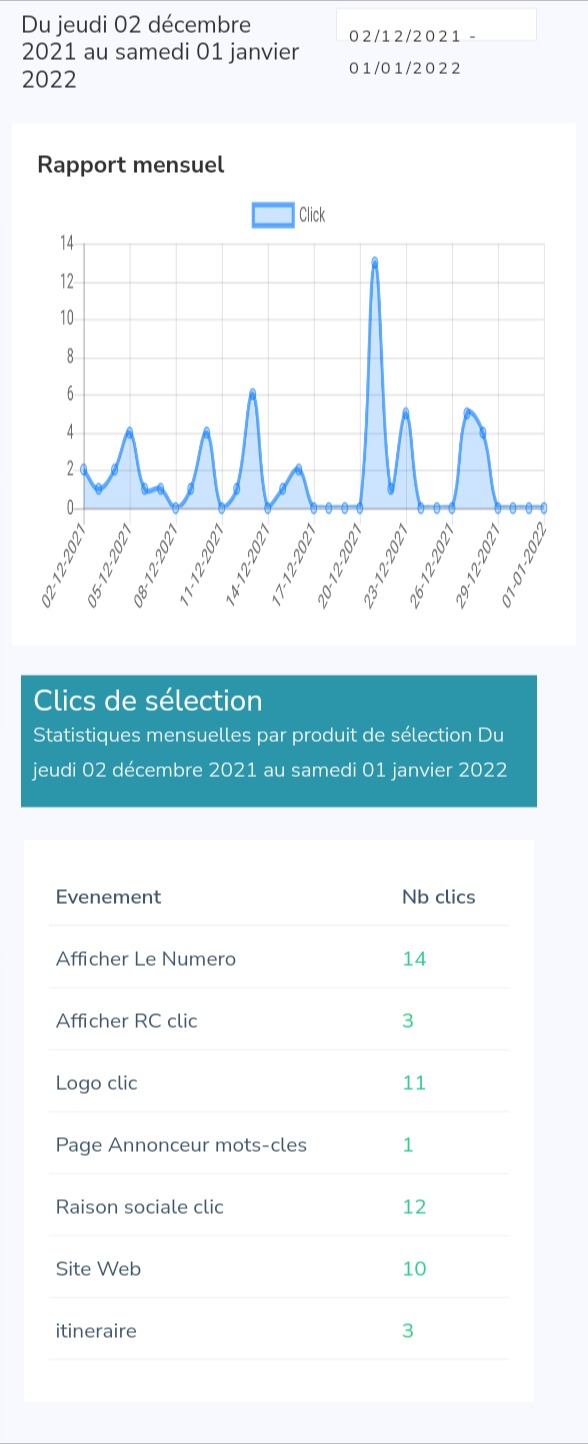 Du jeudi 02 décembre
2021 au samedi 01 janvier
2022
02/12/2021 -
01/01/2022
Rapport mensuel
Click
14
12
10
8
6
4
2
0
02-12-2021
05-12-2021
08-12-2021
11-12-2021
14-12-2021
17-12-2021
20-12-2021
23-12-2021
26-12-2021
29-12-2021
01-01-2022
Clics de sélection
Statistiques mensuelles par produit de sélection Du
jeudi 02 décembre 2021 au samedi 01 janvier 2022
Evenement Nb clics
Afficher Le Numero 14
Afficher RC clic 3
Logo clic 11
Page Annonceur mots-cles 1
Raison sociale clic 12
Site Web 10
itineraire 3